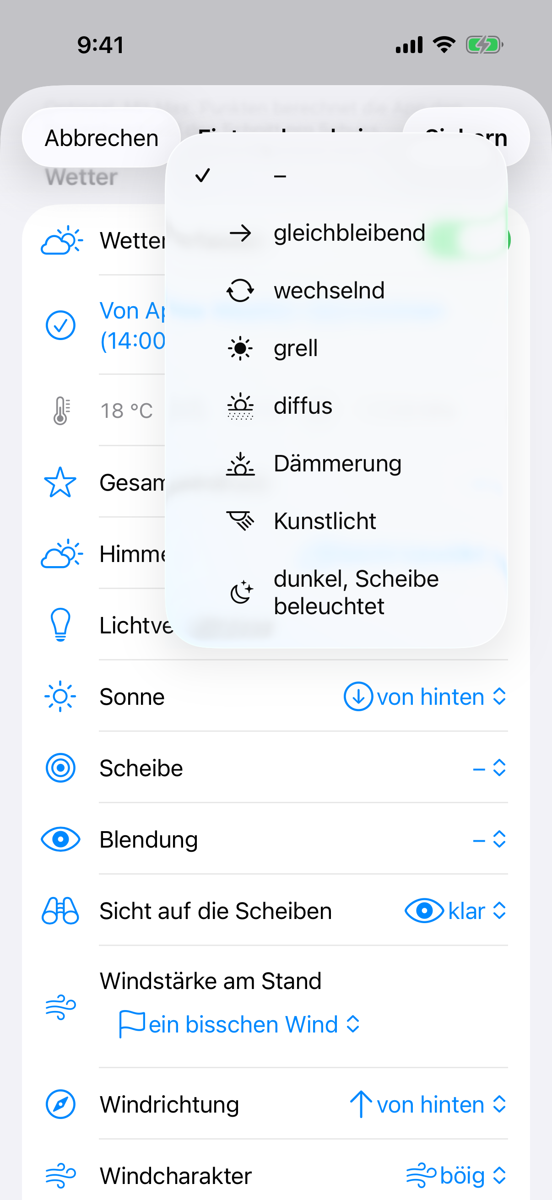 9:41
Abbrechen
Wetter
–
gleichbleibend
wechselnd
grell
diffus
Dämmerung
Kunstlicht
dunkel, Scheibe
beleuchtet
Wetter
Von Ap
(14:00
18 °C
Gesam
Himme
Lichtve
Sonne von hinten
Scheibe –
Blendung –
Sicht auf die Scheiben klar
Windstärke am Stand
ein bisschen Wind
Windrichtung von hinten
Windcharakter böig